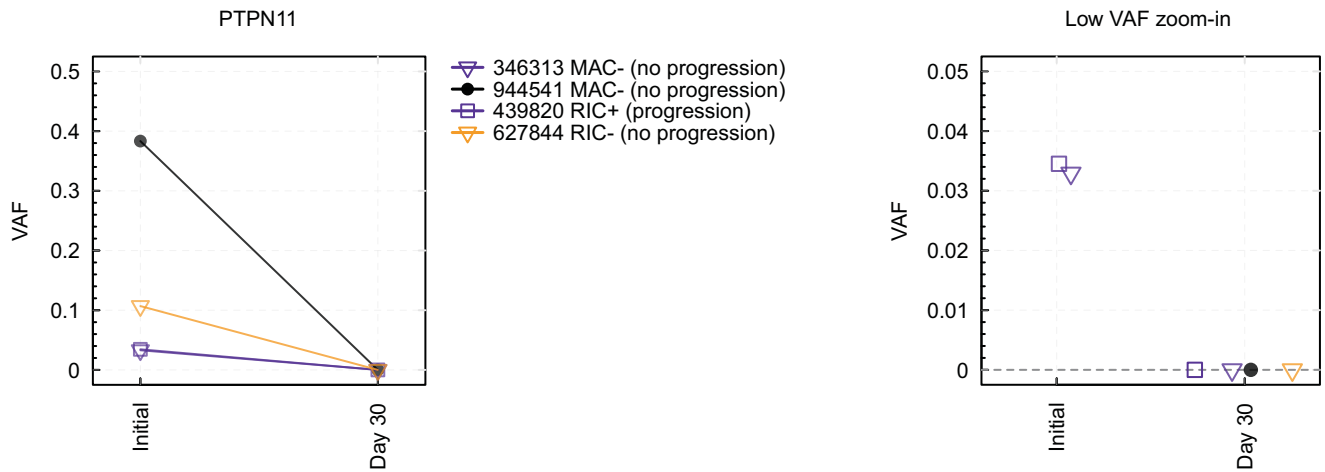 PTPN11
VAF
0.5
0.4
0.3
0.2
0.1
0
Initial
Day 30
346313 MAC- (no progression)
944541 MAC- (no progression)
439820 RIC+ (progression)
627844 RIC- (no progression)
Low VAF zoom-in
VAF
0.05
0.04
0.03
0.02
0.01
0
Initial
Day 30